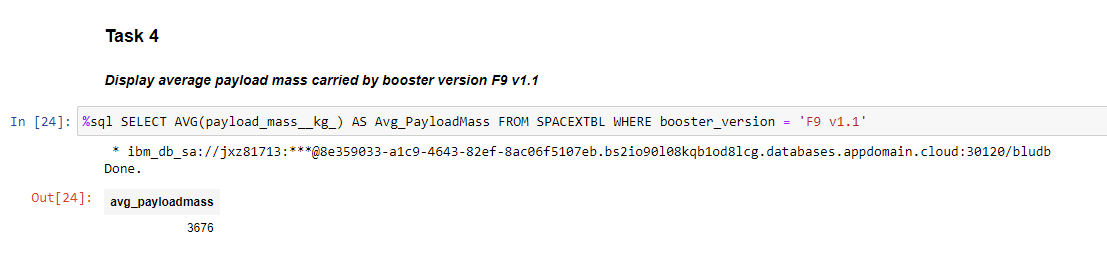 Task 4
Display average payload mass carried by booster version F9 v1.1
In [24]: %sql SELECT AVG(payload_mass__kg_) AS Avg_PayloadMass FROM SPACEXTBL WHERE booster_version = 'F9 v1.1'
* ibm_db_sa://jxz81713:***@8e359033-a1c9-4643-82ef-8ac06f5107eb.bs2io90l08kqb1od8lcg.databases.appdomain.cloud:30120/bludb
Done.
Out[24]: avg_payloadmass
3676